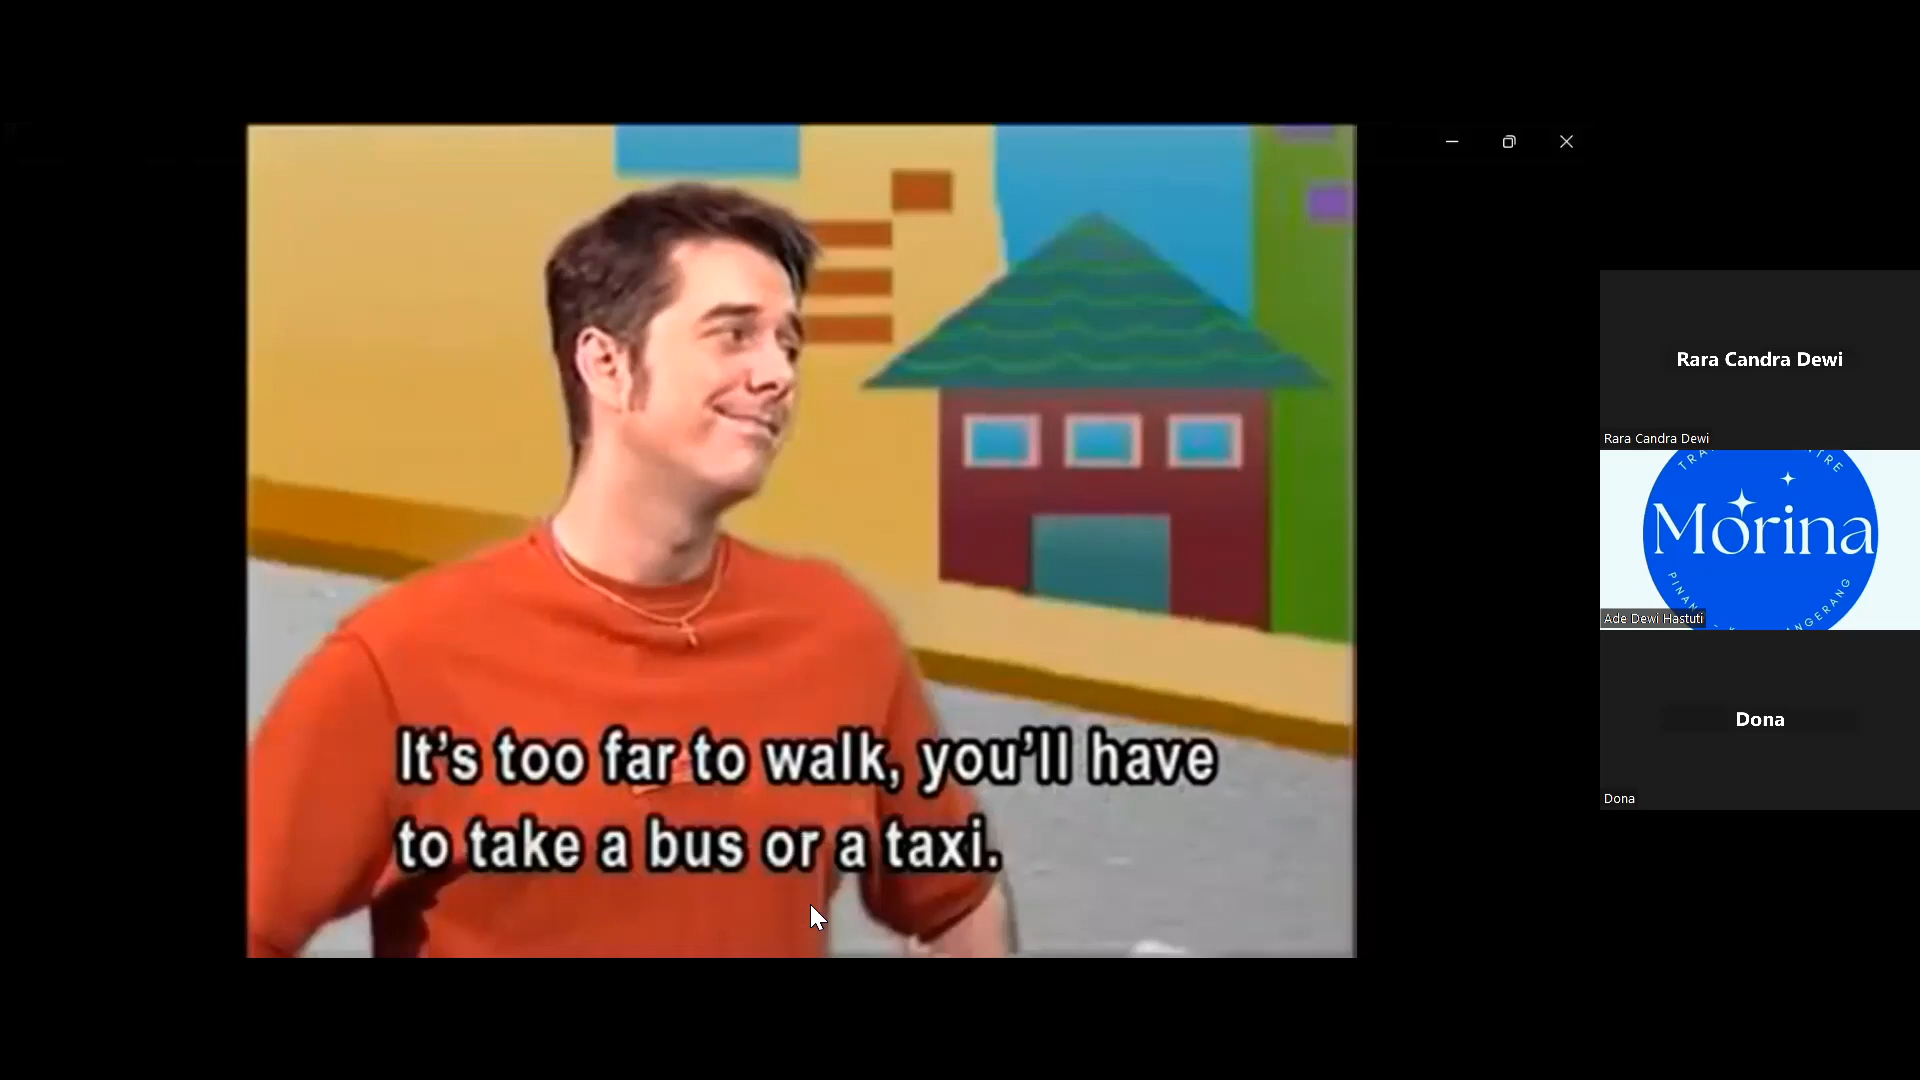 It's too far to walk, you'll have
to take a bus or a taxi.
Rara Candra Dewi
Rara Candra Dewi
Morina
Ade Dewi Hastuti
Dona
Dona